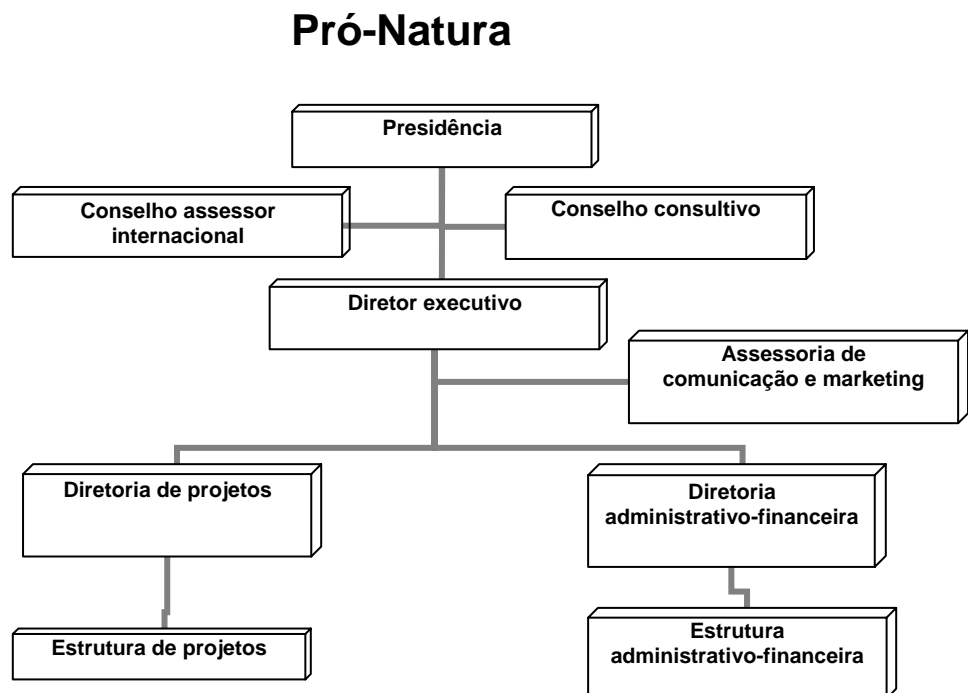 Pró-Natura
Presidência
Conselho assessor
internacional
Conselho consultivo
Diretor executivo
Assessoria de
comunicação e marketing
Diretoria de projetos
Diretoria
administrativo-financeira
Estrutura de projetos
Estrutura
administrativo-financeira